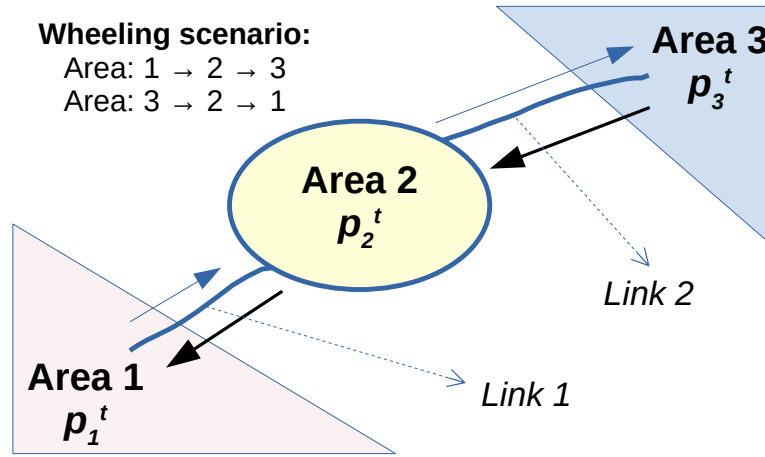 Wheeling scenario:
Area: 1 → 2 → 3
Area: 3 → 2 → 1
Area 3
p₃ᵗ
Area 2
p₂ᵗ
Link 2
Area 1
p₁ᵗ
Link 1